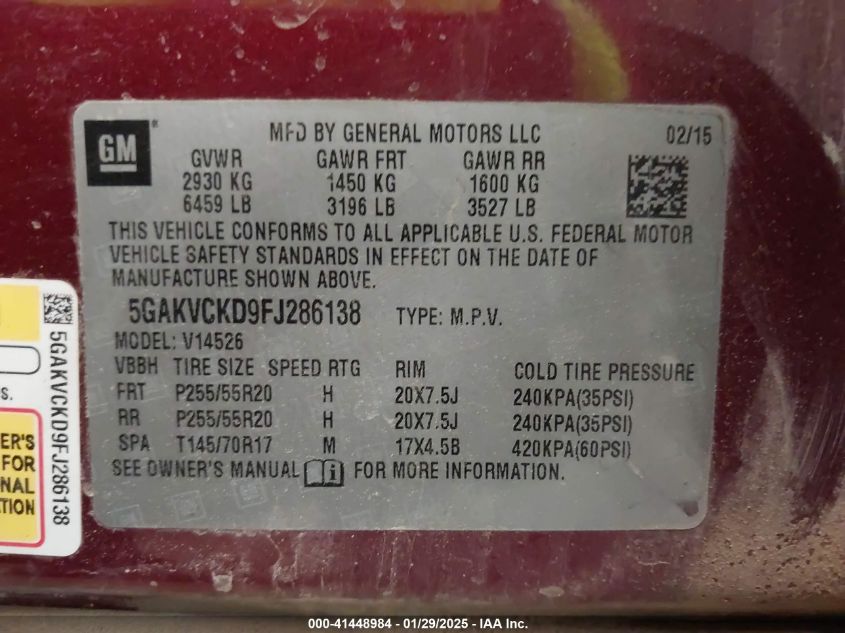 GM®
MFD BY GENERAL MOTORS LLC 02/15
GVWR GAWR FRT GAWR RR
2930 KG 1450 KG 1600 KG
6459 LB 3196 LB 3527 LB
THIS VEHICLE CONFORMS TO ALL APPLICABLE U.S. FEDERAL MOTOR
VEHICLE SAFETY STANDARDS IN EFFECT ON THE DATE OF
MANUFACTURE SHOWN ABOVE.
5GAKVCKD9FJ286138 TYPE: M.P.V.
MODEL: V14526
VBBH TIRE SIZE SPEED RTG RIM COLD TIRE PRESSURE
FRT P255/55R20 H 20X7.5J 240KPA(35PSI)
RR P255/55R20 H 20X7.5J 240KPA(35PSI)
SPA T145/70R17 M 17X4.5B 420KPA(60PSI)
SEE OWNER'S MANUAL i FOR MORE INFORMATION.
5GAKVCKD9FJ286138
S.
ER'S
FOR
NAL
TION
000-41448984 - 01/29/2025 - IAA Inc.